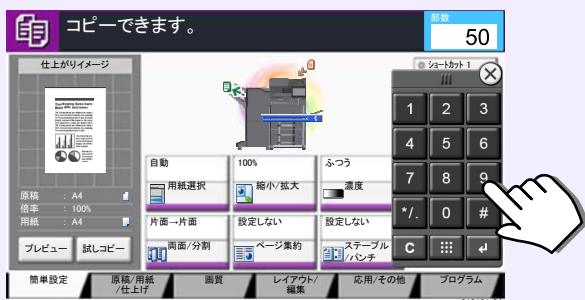 コピーできます。
部数
50
仕上がりイメージ
ショートカット 1
原稿 : A4
倍率 : 100%
用紙 : A4
プレビュー
試しコピー
自動
用紙選択
100%
縮小/拡大
ふつう
濃度
片面→片面
両面/分割
設定しない
ページ集約
設定しない
ステープル
/パンチ
1 2 3
4 5 6
7 8 9
*/. 0 #
C
簡単設定
原稿/用紙
/仕上げ
画質
レイアウト/
編集
応用/その他
プログラム